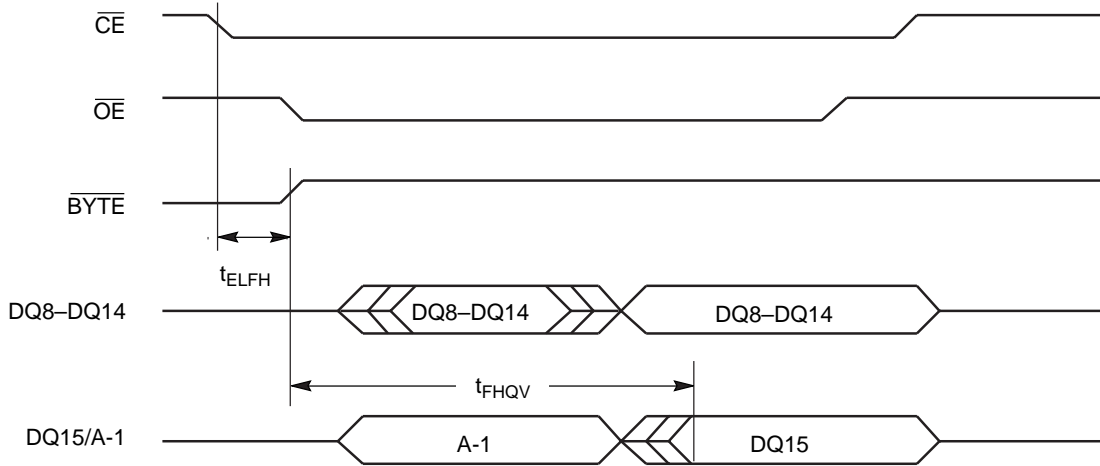 CE
OE
BYTE
tELFH
DQ8–DQ14 DQ8–DQ14 DQ8–DQ14
tFHQV
DQ15/A-1 A-1 DQ15